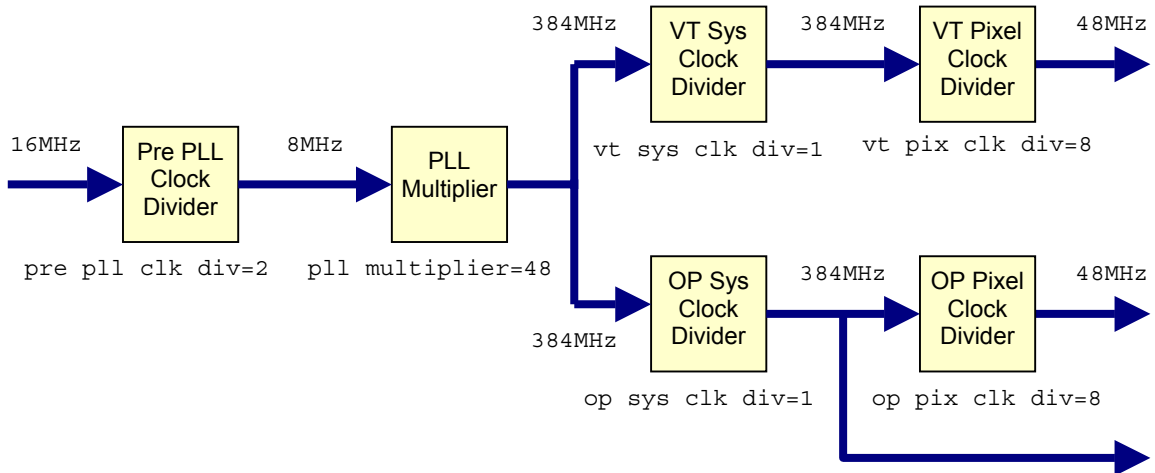 384MHz
VT Sys
Clock
Divider
384MHz
VT Pixel
Clock
Divider
48MHz
vt sys clk div=1
vt pix clk div=8
16MHz
Pre PLL
Clock
Divider
8MHz
PLL
Multiplier
pre pll clk div=2
pll multiplier=48
384MHz
OP Sys
Clock
Divider
384MHz
OP Pixel
Clock
Divider
48MHz
op sys clk div=1
op pix clk div=8